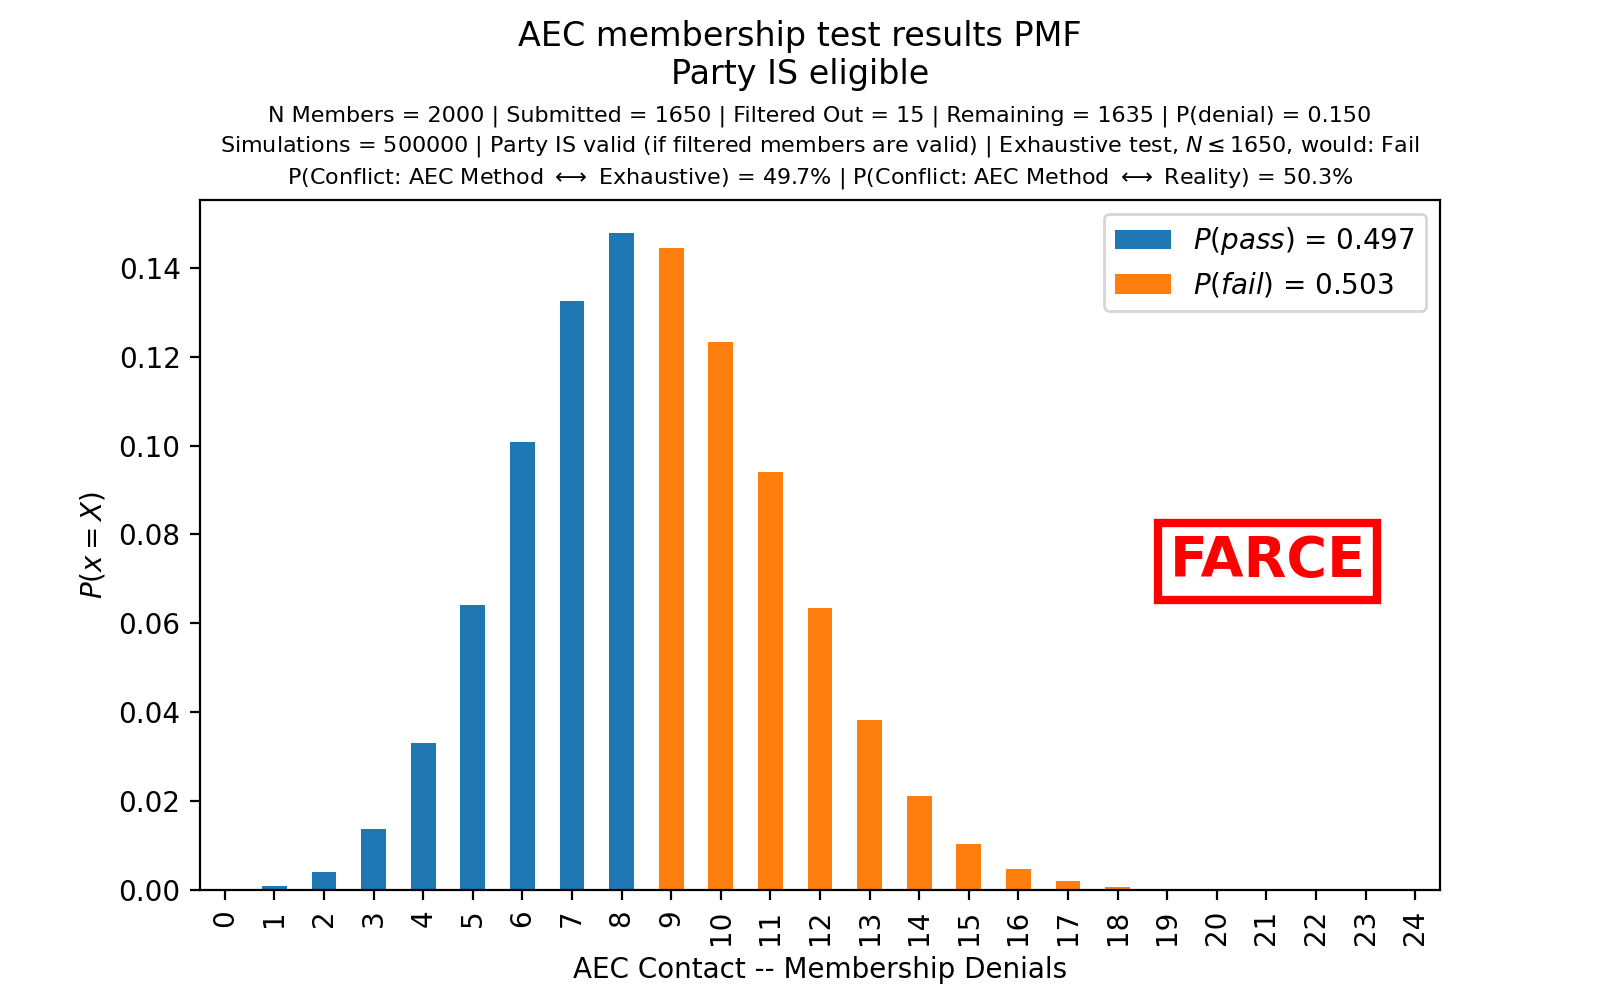 AEC membership test results PMF
Party IS eligible
N Members = 2000 | Submitted = 1650 | Filtered Out = 15 | Remaining = 1635 | P(denial) = 0.150
Simulations = 500000 | Party IS valid (if filtered members are valid) | Exhaustive test, N ≤ 1650, would: Fail
P(Conflict: AEC Method ⟷ Exhaustive) = 49.7% | P(Conflict: AEC Method ⟷ Reality) = 50.3%
P(pass) = 0.497
P(fail) = 0.503
0.14
0.12
0.10
0.08
0.06
0.04
0.02
0.00
P(x = X)
FARCE
0 1 2 3 4 5 6 7 8 9 10 11 12 13 14 15 16 17 18 19 20 21 22 23 24
AEC Contact -- Membership Denials